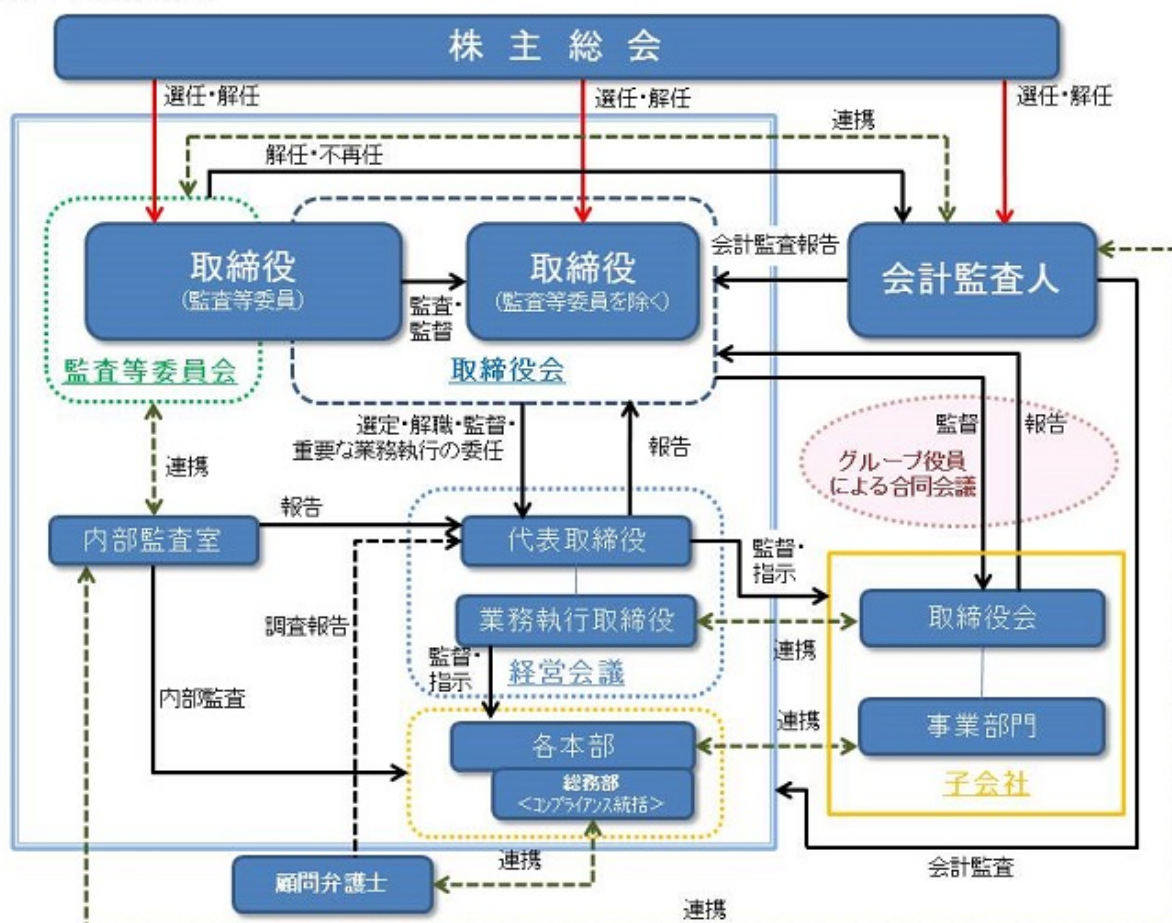 株主総会
選任・解任
選任・解任
選任・解任
連携
解任・不再任
取締役
(監査等委員)
監査・
監督
取締役
(監査等委員を除く)
会計監査報告
会計監査人
監査等委員会
取締役会
選定・解職・監督・
重要な業務執行の委任
報告
監督
報告
グループ役員
による合同会議
連携
内部監査室
報告
代表取締役
監督・
指示
調査報告
業務執行取締役
連携
取締役会
監督・
指示
経営会議
内部監査
各本部
連携
事業部門
総務部
<コンプライアンス統括>
子会社
顧問弁護士
連携
会計監査
連携